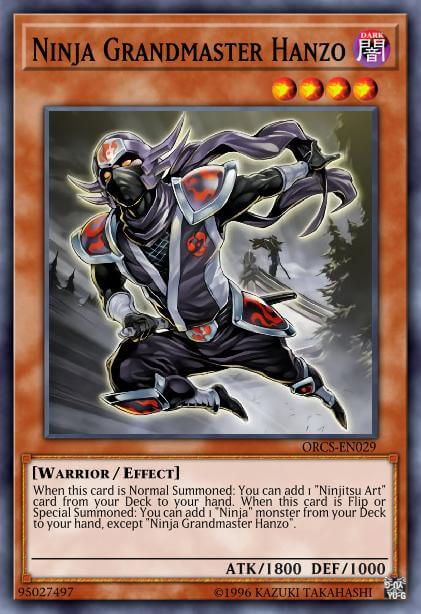 Ninja Grandmaster Hanzo
DARK
闇
ORCS-EN029
[Warrior / Effect]
When this card is Normal Summoned: You can add 1 "Ninjitsu Art"
card from your Deck to your hand. When this card is Flip or
Special Summoned: You can add 1 "Ninja" monster from your Deck
to your hand, except "Ninja Grandmaster Hanzo".
ATK/1800 DEF/1000
95027497
©1996 KAZUKI TAKAHASHI